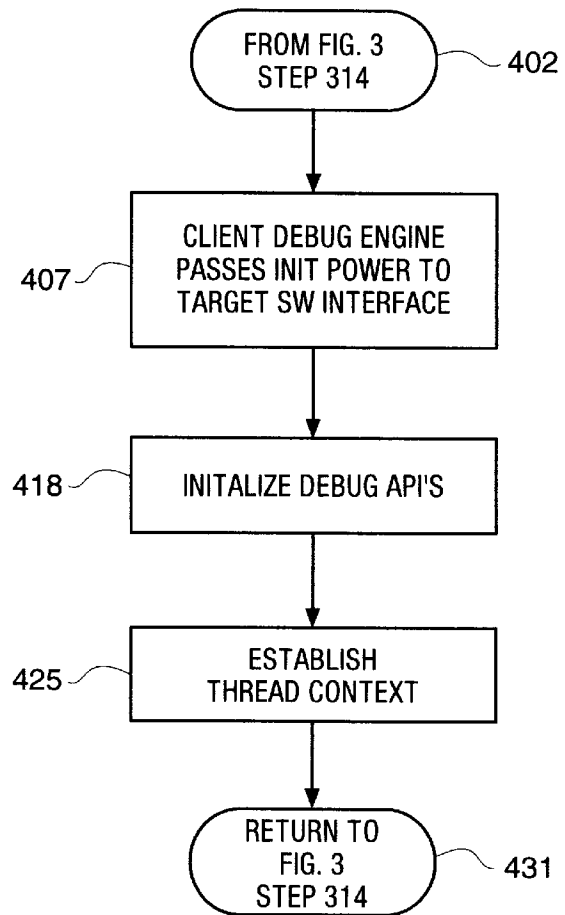 FROM FIG. 3
STEP 314
402
CLIENT DEBUG ENGINE
PASSES INIT POWER TO
TARGET SW INTERFACE
407
INITALIZE DEBUG API'S
418
ESTABLISH
THREAD CONTEXT
425
RETURN TO
FIG. 3
STEP 314
431